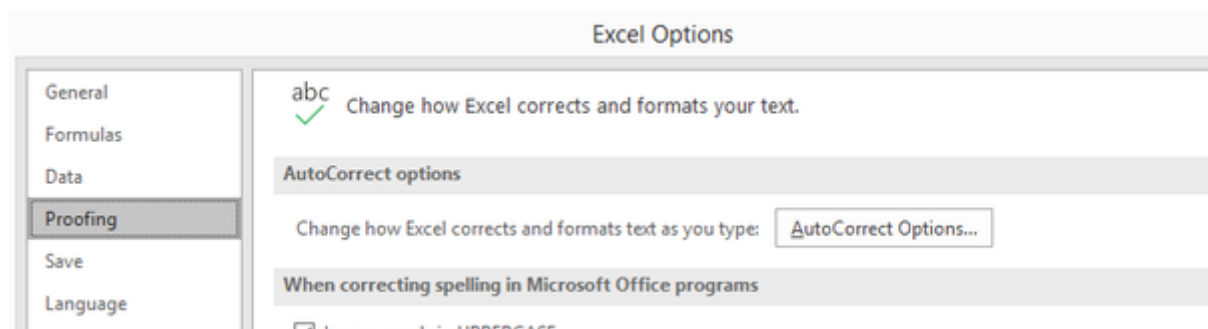 Excel Options
General
Formulas
Data
Proofing
Save
Language
abc
Change how Excel corrects and formats your text.
AutoCorrect options
Change how Excel corrects and formats text as you type: AutoCorrect Options...
When correcting spelling in Microsoft Office programs